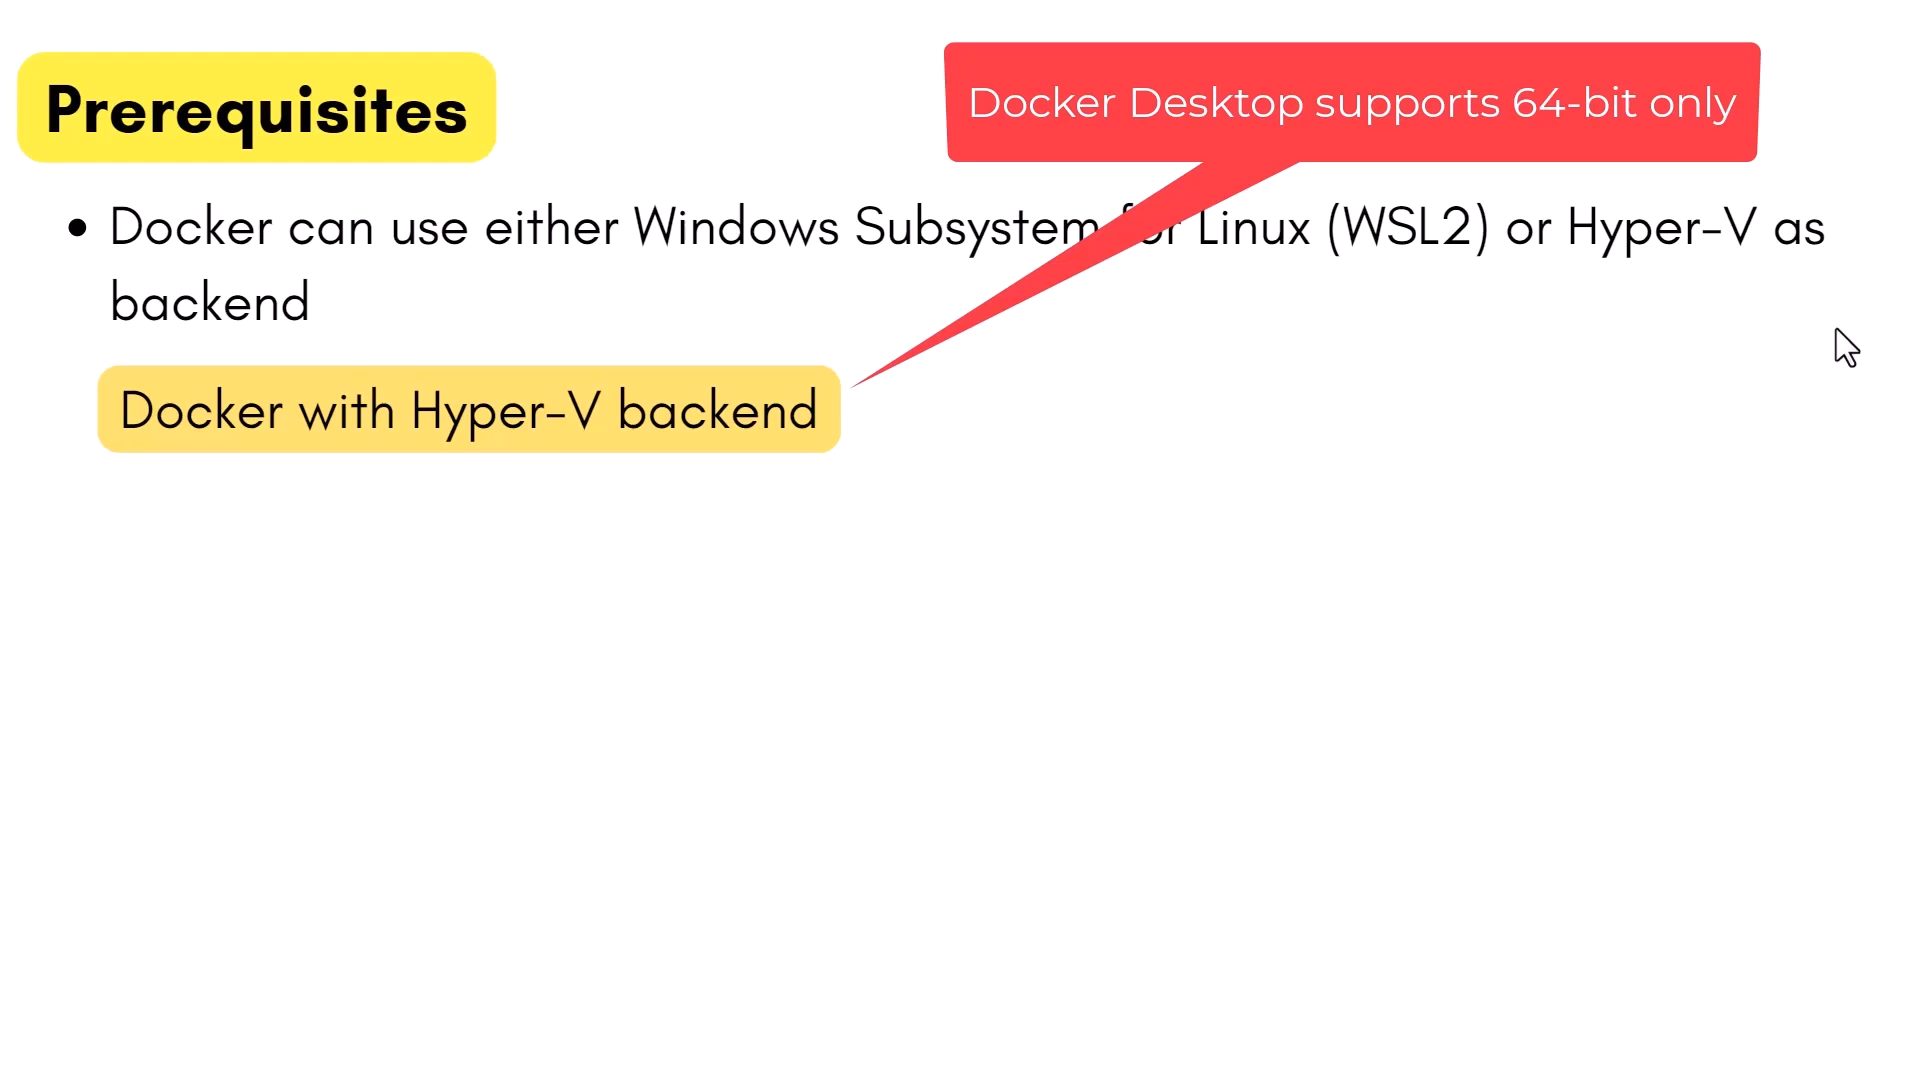 Prerequisites
Docker Desktop supports 64-bit only
Docker can use either Windows Subsystem for Linux (WSL2) or Hyper-V as
backend
Docker with Hyper-V backend